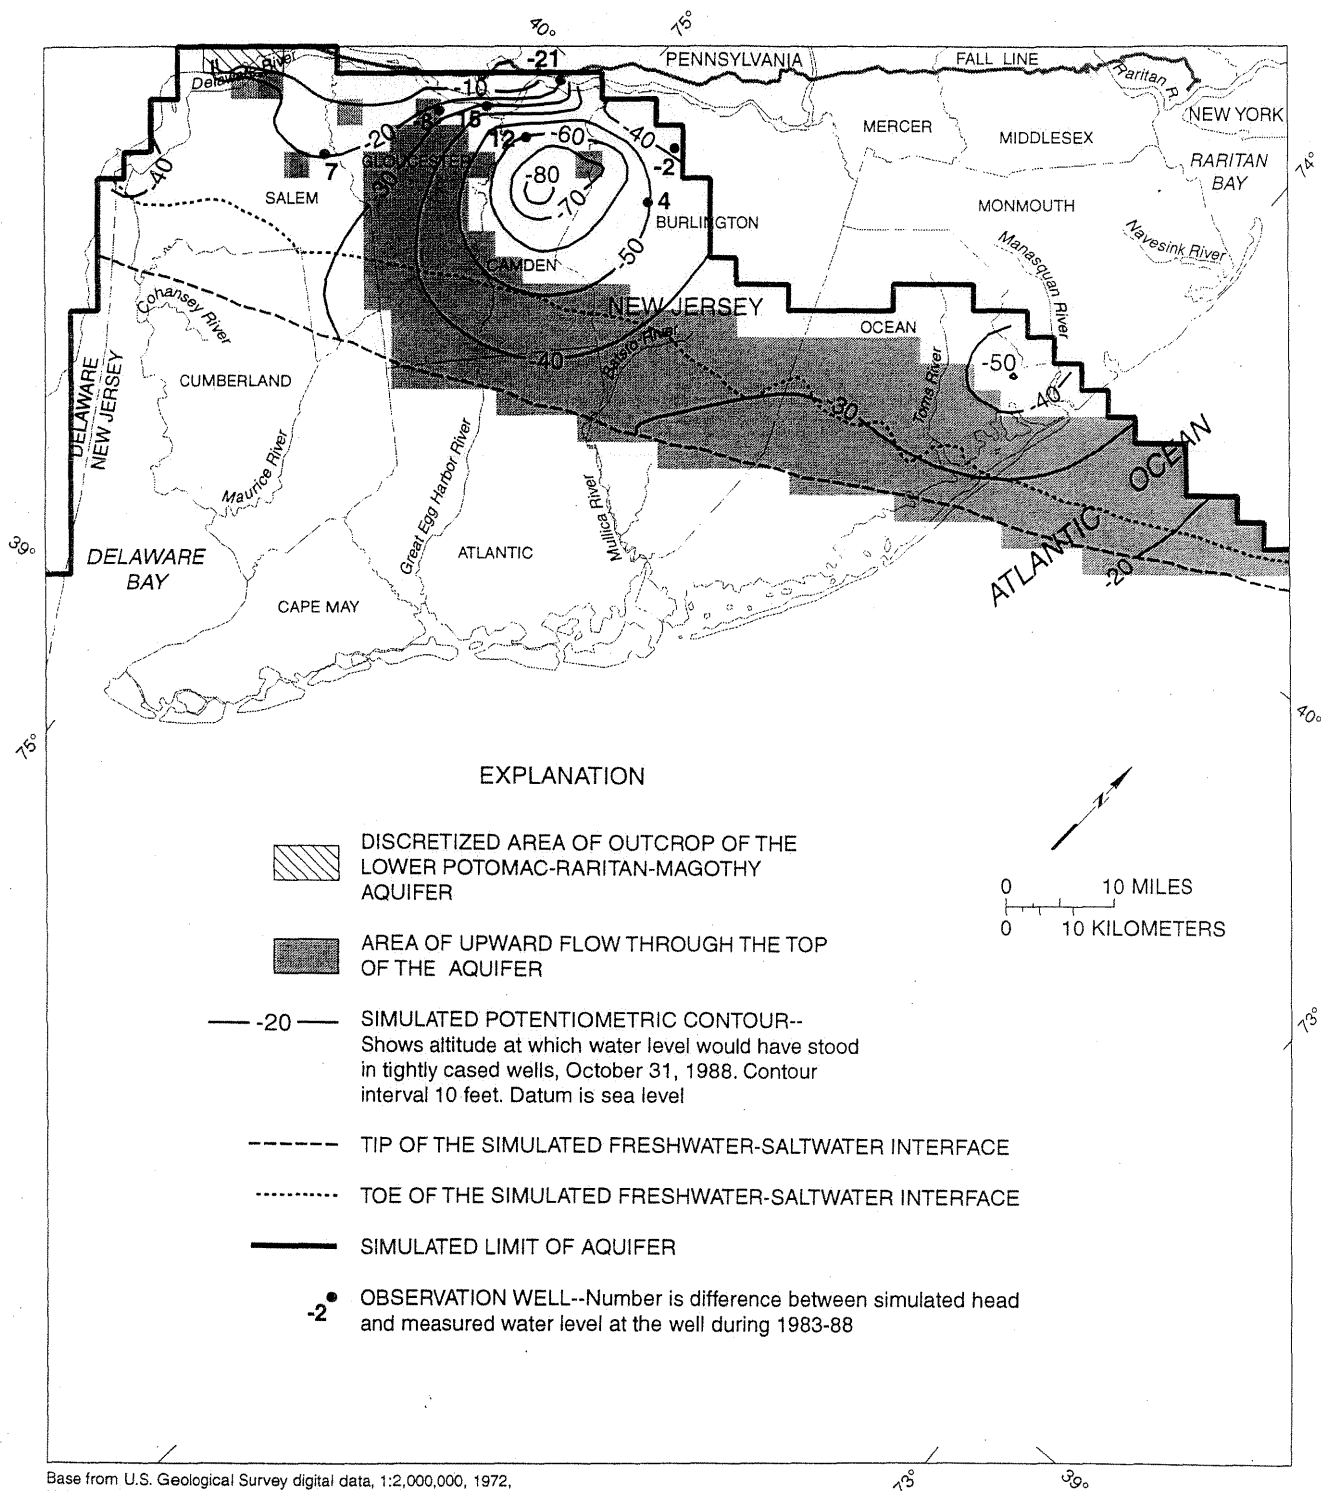 40°
75°
-21
PENNSYLVANIA
FALL LINE
Delaware River
Raritan R.
-10
NEW YORK
MERCER
MIDDLESEX
-20
-8
15
12
-60
-40
-2
RARITAN
BAY
74°
-40
7
GLOUCESTER
-30
-80
-70
4
SALEM
BURLINGTON
MONMOUTH
Navesink River
Manasquan River
-50
CAMDEN
Cohansey River
NEW JERSEY
OCEAN
Batsto River
-40
-50
-40
CUMBERLAND
DELAWARE
NEW JERSEY
Toms River
-30
Maurice River
Great Egg Harbor River
Mullica River
ATLANTIC OCEAN
39°
DELAWARE
BAY
ATLANTIC
-20
CAPE MAY
75°
40°
EXPLANATION
N
DISCRETIZED AREA OF OUTCROP OF THE
LOWER POTOMAC-RARITAN-MAGOTHY
AQUIFER
0 10 MILES
0 10 KILOMETERS
AREA OF UPWARD FLOW THROUGH THE TOP
OF THE AQUIFER
-20
SIMULATED POTENTIOMETRIC CONTOUR--
Shows altitude at which water level would have stood
in tightly cased wells, October 31, 1988. Contour
interval 10 feet. Datum is sea level
73°
TIP OF THE SIMULATED FRESHWATER-SALTWATER INTERFACE
TOE OF THE SIMULATED FRESHWATER-SALTWATER INTERFACE
SIMULATED LIMIT OF AQUIFER
-2
OBSERVATION WELL--Number is difference between simulated head
and measured water level at the well during 1983-88
73°
39°
Base from U.S. Geological Survey digital data, 1:2,000,000, 1972,